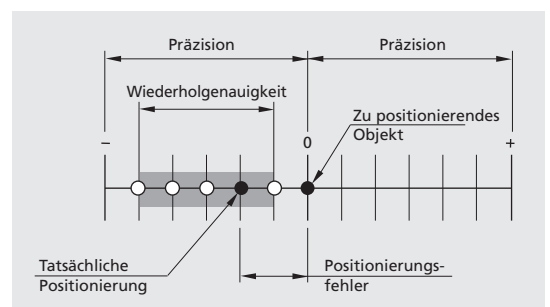 Präzision
Präzision
Wiederholgenauigkeit
Zu positionierendes
Objekt
–
0
+
Tatsächliche
Positionierung
Positionierungs-
fehler